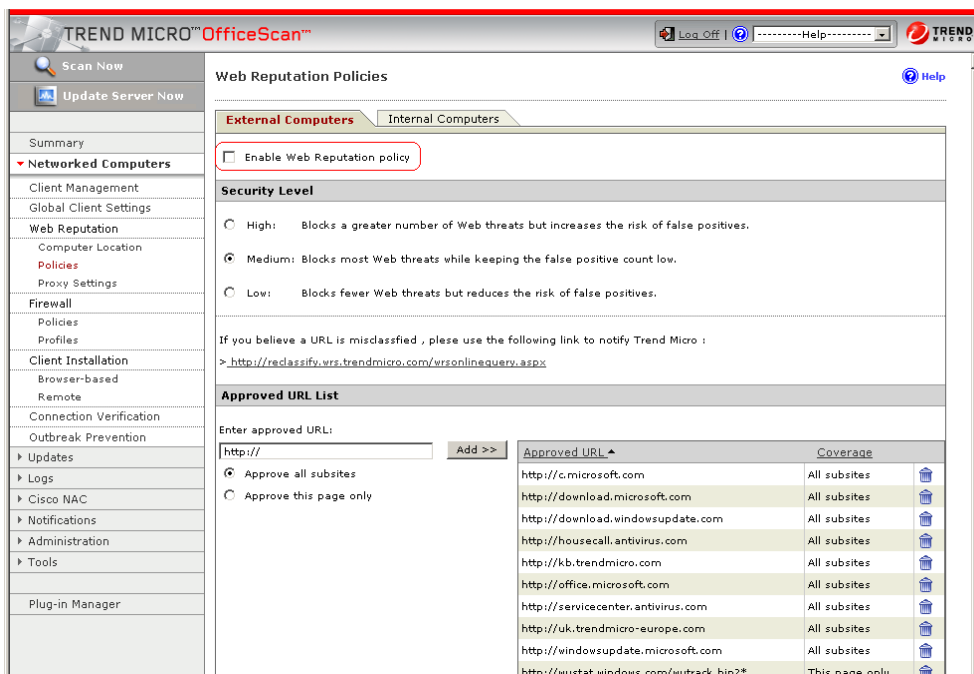 TREND MICRO™ OfficeScan™
Log Off | ---------Help---------
TREND MICRO
Scan Now
Update Server Now
Summary
Networked Computers
Client Management
Global Client Settings
Web Reputation
Computer Location
Policies
Proxy Settings
Firewall
Policies
Profiles
Client Installation
Browser-based
Remote
Connection Verification
Outbreak Prevention
Updates
Logs
Cisco NAC
Notifications
Administration
Tools
Plug-in Manager
Web Reputation Policies
Help
External Computers
Internal Computers
Enable Web Reputation policy
Security Level
High: Blocks a greater number of Web threats but increases the risk of false positives.
Medium: Blocks most Web threats while keeping the false positive count low.
Low: Blocks fewer Web threats but reduces the risk of false positives.
If you believe a URL is misclassfied , plese use the following link to notify Trend Micro :
> http://reclassify.wrs.trendmicro.com/wrsonlinequery.aspx
Approved URL List
Enter approved URL:
http://
Add >>
Approve all subsites
Approve this page only
Approved URL Coverage
http://c.microsoft.com All subsites
http://download.microsoft.com All subsites
http://download.windowsupdate.com All subsites
http://housecall.antivirus.com All subsites
http://kb.trendmicro.com All subsites
http://office.microsoft.com All subsites
http://servicecenter.antivirus.com All subsites
http://uk.trendmicro-europe.com All subsites
http://windowsupdate.microsoft.com All subsites
http://wustat.windows.com/wutrack.bin?* This page only